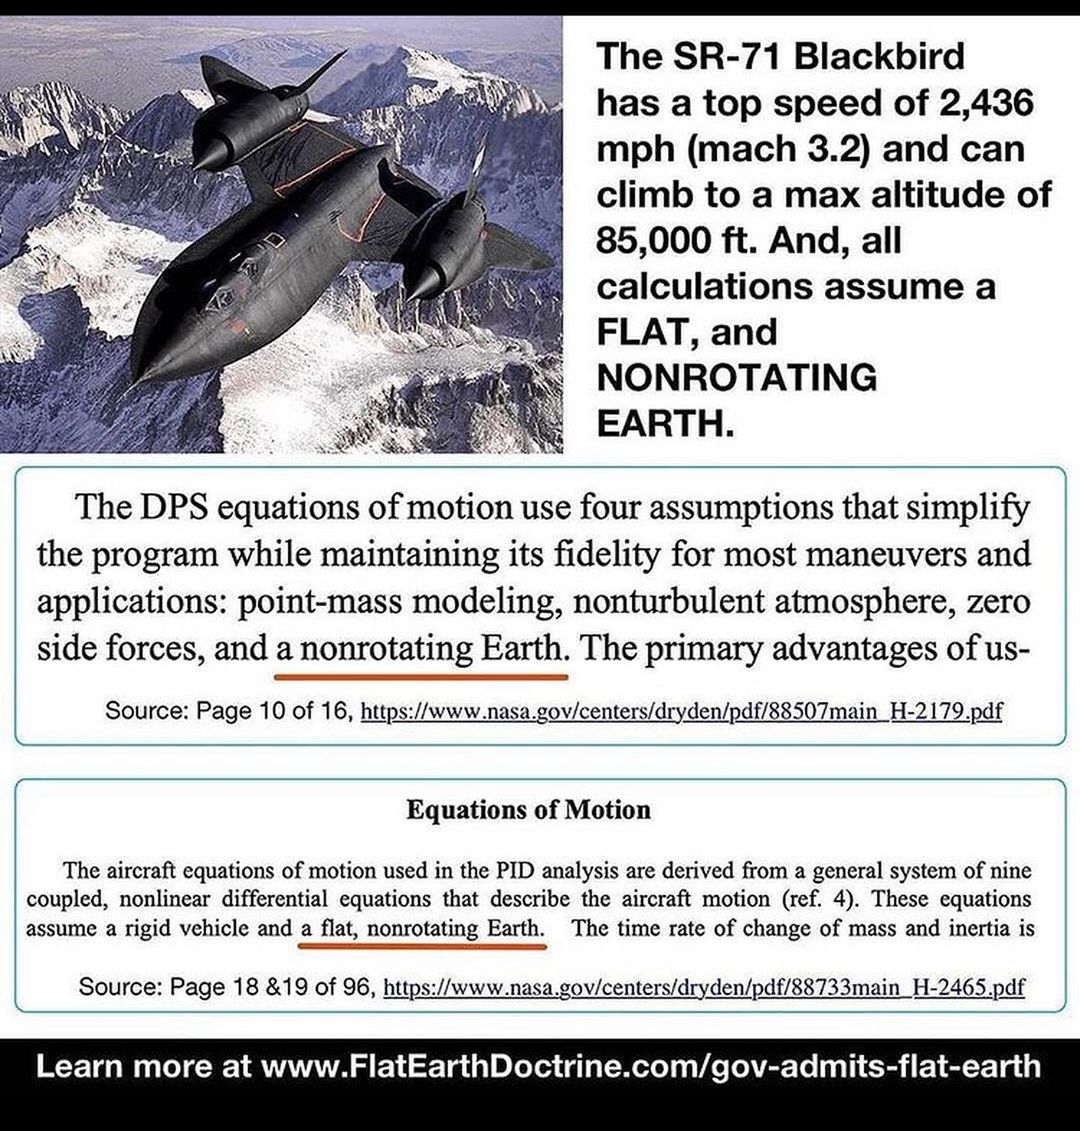 The SR-71 Blackbird
has a top speed of 2,436
mph (mach 3.2) and can
climb to a max altitude of
85,000 ft. And, all
calculations assume a
FLAT, and
NONROTATING
EARTH.
The DPS equations of motion use four assumptions that simplify
the program while maintaining its fidelity for most maneuvers and
applications: point-mass modeling, nonturbulent atmosphere, zero
side forces, and a nonrotating Earth. The primary advantages of us-
Source: Page 10 of 16, https://www.nasa.gov/centers/dryden/pdf/88507main_H-2179.pdf
Equations of Motion
The aircraft equations of motion used in the PID analysis are derived from a general system of nine
coupled, nonlinear differential equations that describe the aircraft motion (ref. 4). These equations
assume a rigid vehicle and a flat, nonrotating Earth. The time rate of change of mass and inertia is
Source: Page 18 &19 of 96, https://www.nasa.gov/centers/dryden/pdf/88733main_H-2465.pdf
Learn more at www.FlatEarthDoctrine.com/gov-admits-flat-earth